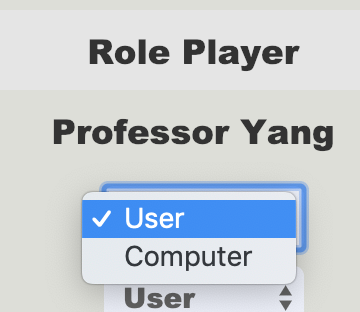 Role Player
Professor Yang
✓ User
Computer
User